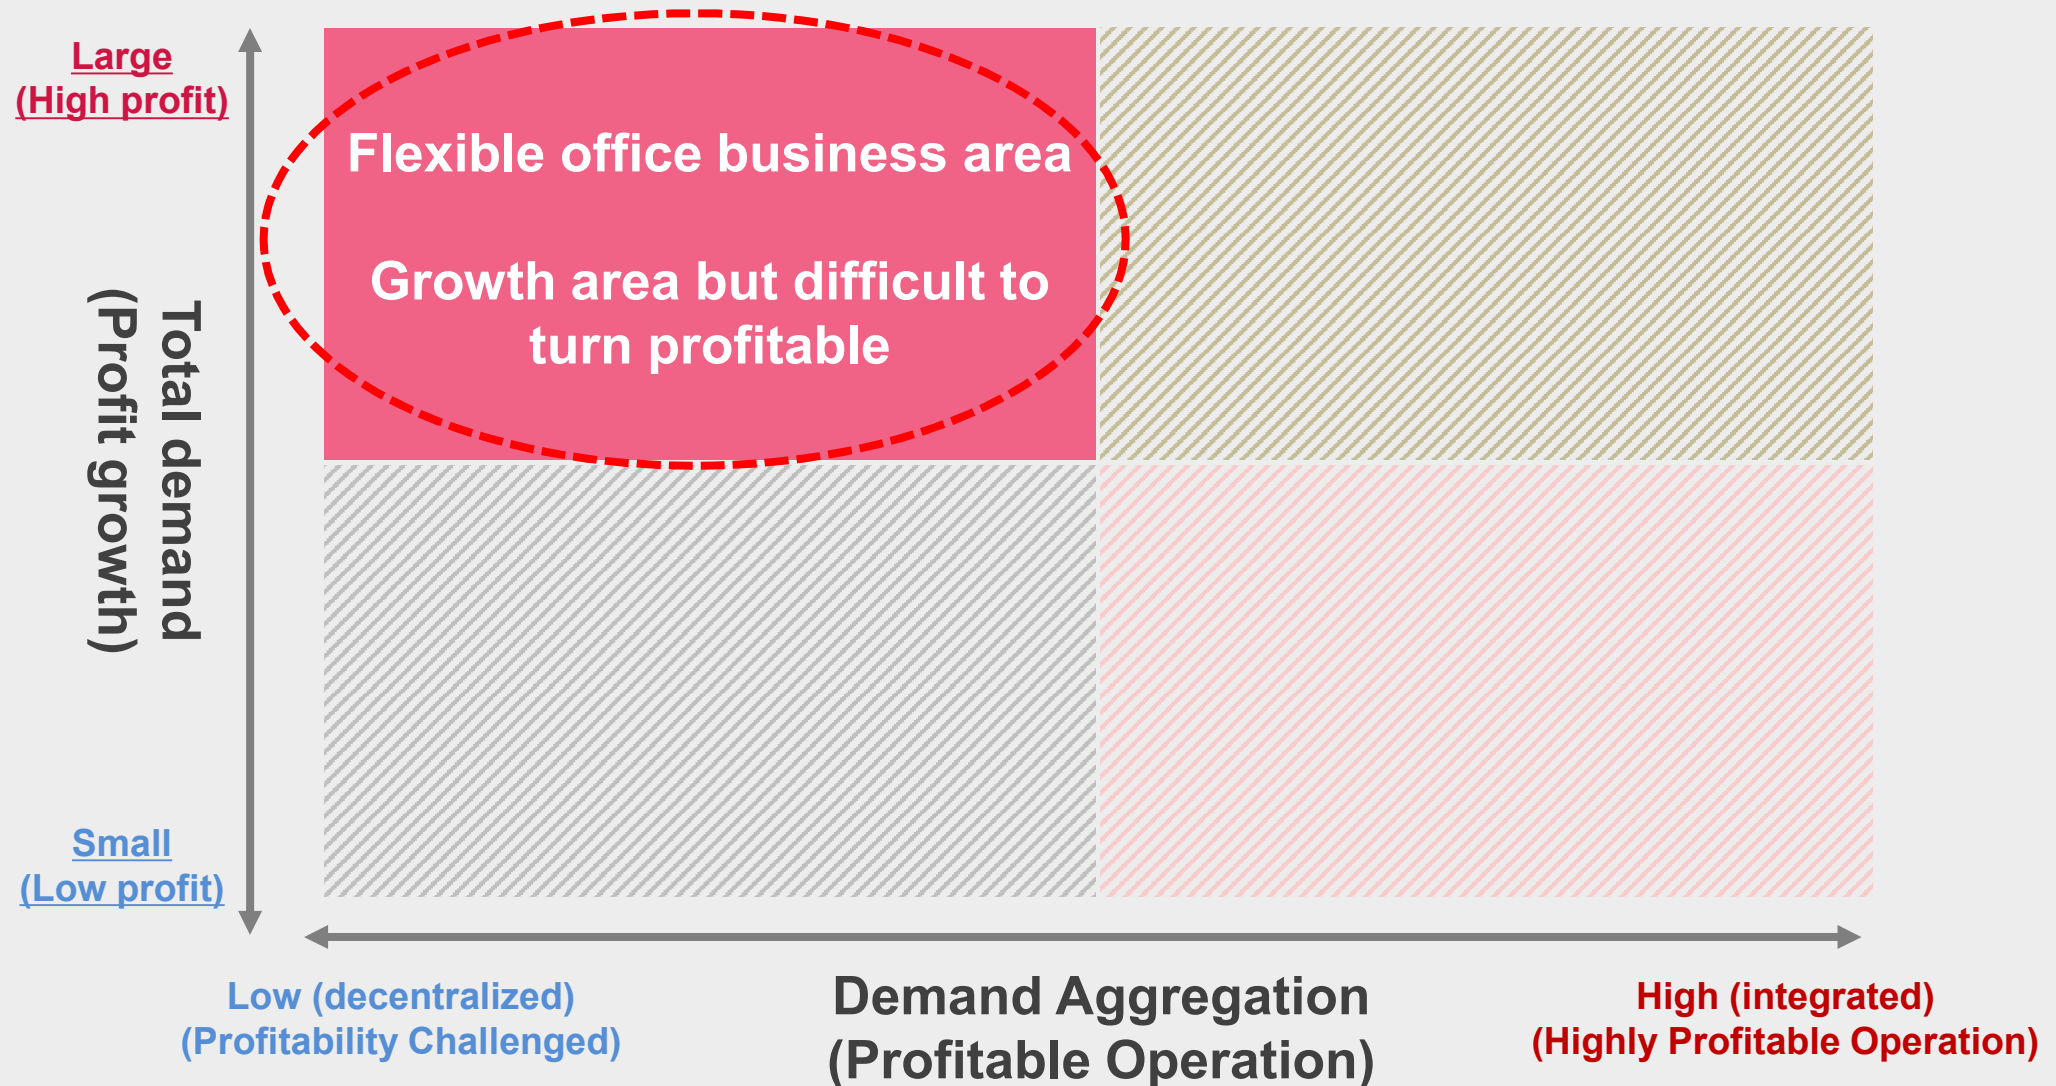 Large
(High profit)
Flexible office business area
Growth area but difficult to
turn profitable
Total demand
(Profit growth)
Small
(Low profit)
Low (decentralized)
(Profitability Challenged)
Demand Aggregation
(Profitable Operation)
High (integrated)
(Highly Profitable Operation)